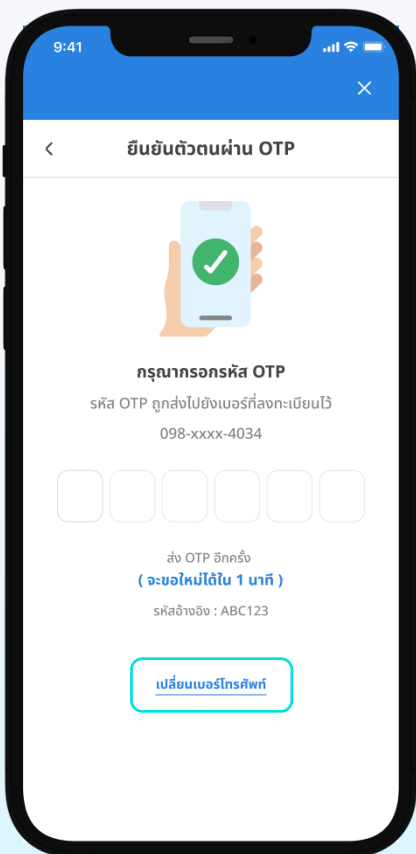 9:41
ยืนยันตัวตนผ่าน OTP
กรุณากรอกรหัส OTP
รหัส OTP ถูกส่งไปยังเบอร์ที่ลงทะเบียนไว้
098-xxxx-4034
ส่ง OTP อีกครั้ง
( จะขอใหม่ได้ใน 1 นาที )
รหัสอ้างอิง : ABC123
เปลี่ยนเบอร์โทรศัพท์